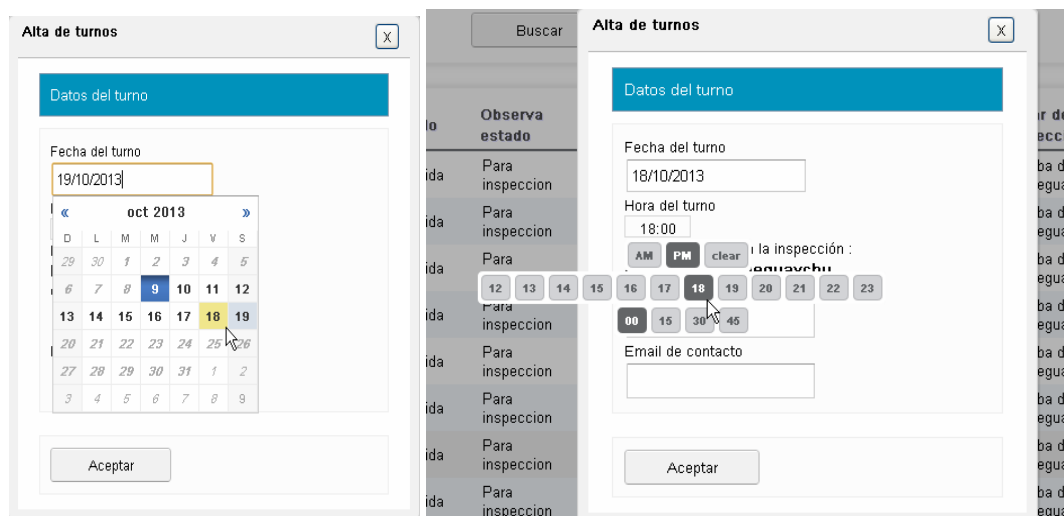 Alta de turnos
X
Datos del turno
Fecha del turno
19/10/2013
« oct 2013 »
D L M M J V S
29 30 1 2 3 4 5
6 7 8 9 10 11 12
13 14 15 16 17 18 19
20 21 22 23 24 25 26
27 28 29 30 31 1 2
3 4 5 6 7 8 9
Aceptar
Buscar
Observa
estado
Para
inspeccion
Para
inspeccion
Para
Para
inspeccion
Para
inspeccion
Para
inspeccion
Para
inspeccion
Para
inspeccion
Alta de turnos
X
Datos del turno
Fecha del turno
18/10/2013
Hora del turno
18:00
AM PM clear la inspección :
12 13 14 15 16 17 18 19 20 21 22 23
00 15 30 45
Email de contacto
Aceptar